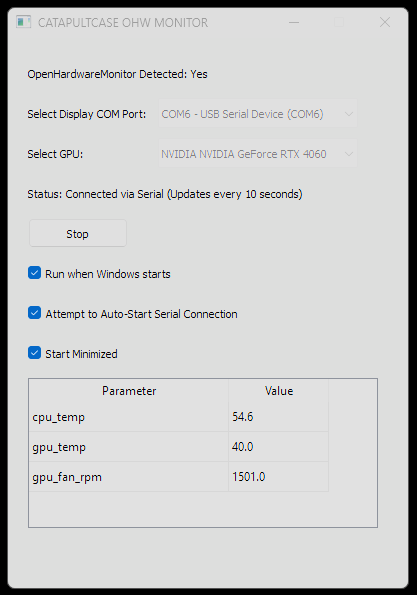 CATAPULTCASE OHW MONITOR
OpenHardwareMonitor Detected: Yes
Select Display COM Port: COM6 - USB Serial Device (COM6)
Select GPU: NVIDIA NVIDIA GeForce RTX 4060
Status: Connected via Serial (Updates every 10 seconds)
Stop
Run when Windows starts
Attempt to Auto-Start Serial Connection
Start Minimized
Parameter Value
cpu_temp 54.6
gpu_temp 40.0
gpu_fan_rpm 1501.0